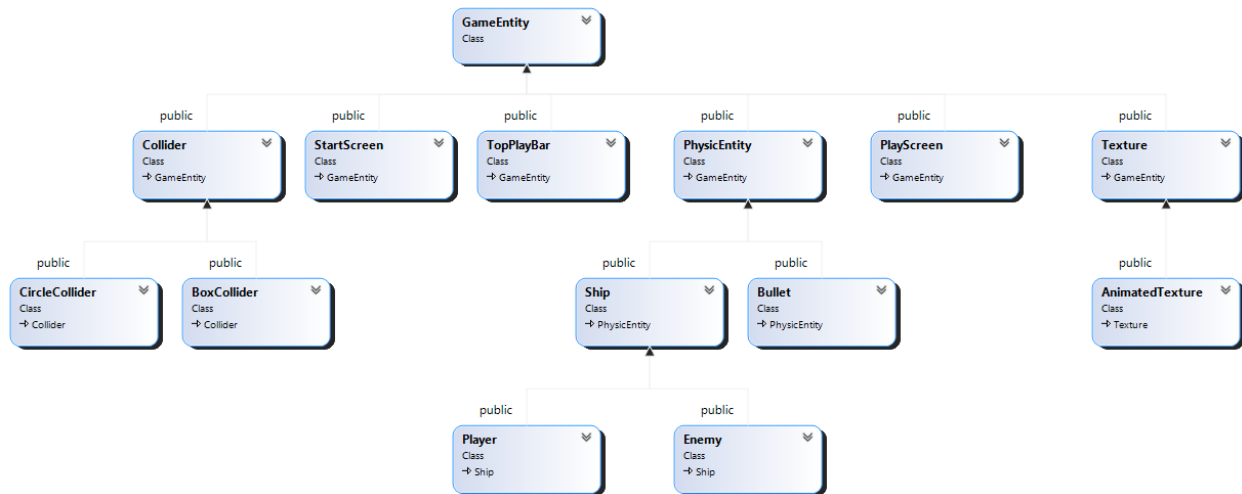 GameEntity
Class
public
public
public
public
public
public
Collider
Class
GameEntity
StartScreen
Class
GameEntity
TopPlayBar
Class
GameEntity
PhysicEntity
Class
GameEntity
PlayScreen
Class
GameEntity
Texture
Class
GameEntity
public
public
public
public
public
CircleCollider
Class
Collider
BoxCollider
Class
Collider
Ship
Class
PhysicEntity
Bullet
Class
PhysicEntity
AnimatedTexture
Class
Texture
public
public
Player
Class
Ship
Enemy
Class
Ship